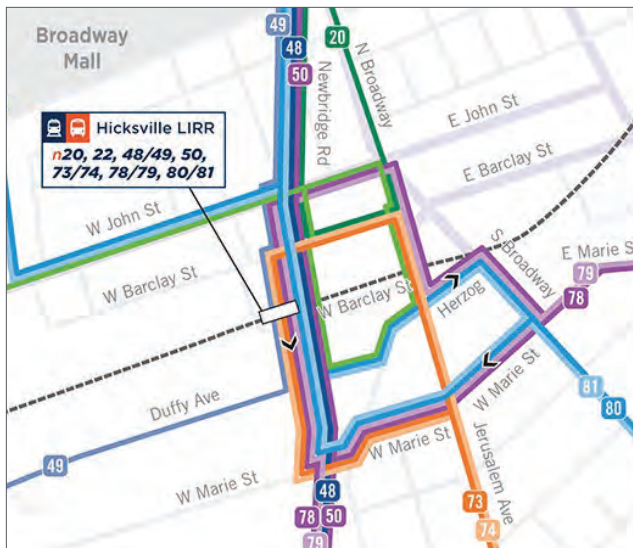 Broadway
Mall
49
48
50
20
N Broadway
Newbridge Rd
E John St
E Barclay St
Hicksville LIRR
n20, 22, 48/49, 50,
73/74, 78/79, 80/81
W John St
W Barclay St
W Barclay St
Herzog
S Broadway
E Marie St
79
78
W Marie St
81
80
Duffy Ave
49
W Marie St
W Marie St
Jerusalem Ave
48
78
50
79
73
74